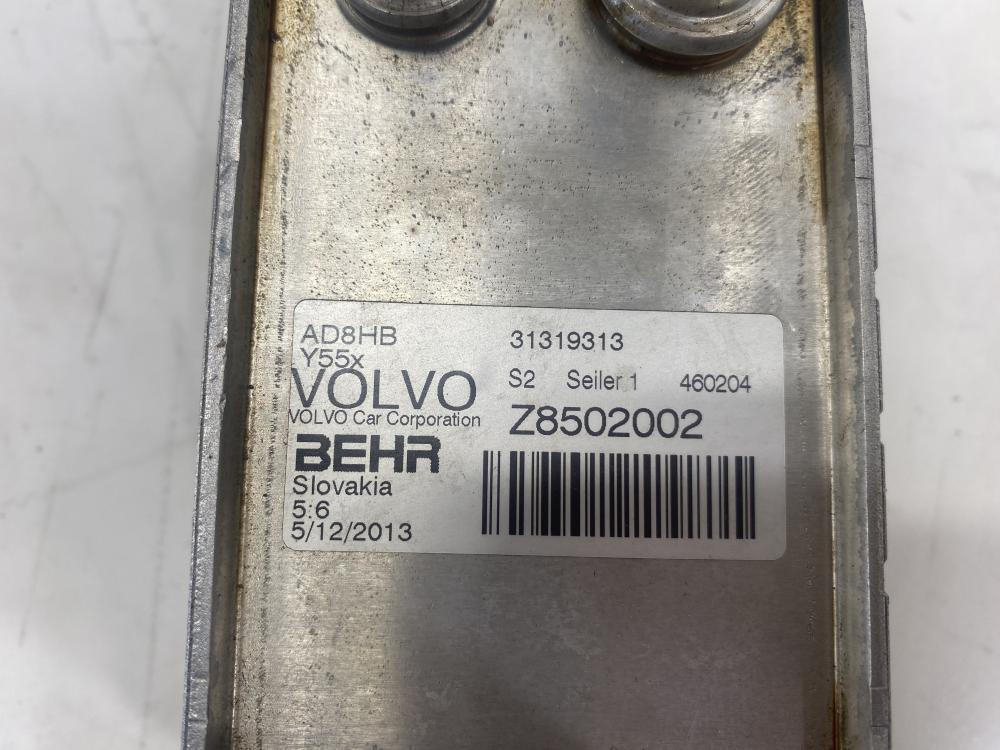 AD8HB 31319313
Y55x
VOLVO S2 Seiler 1 460204
VOLVO Car Corporation Z8502002
BEHR
Slovakia
5:6
5/12/2013